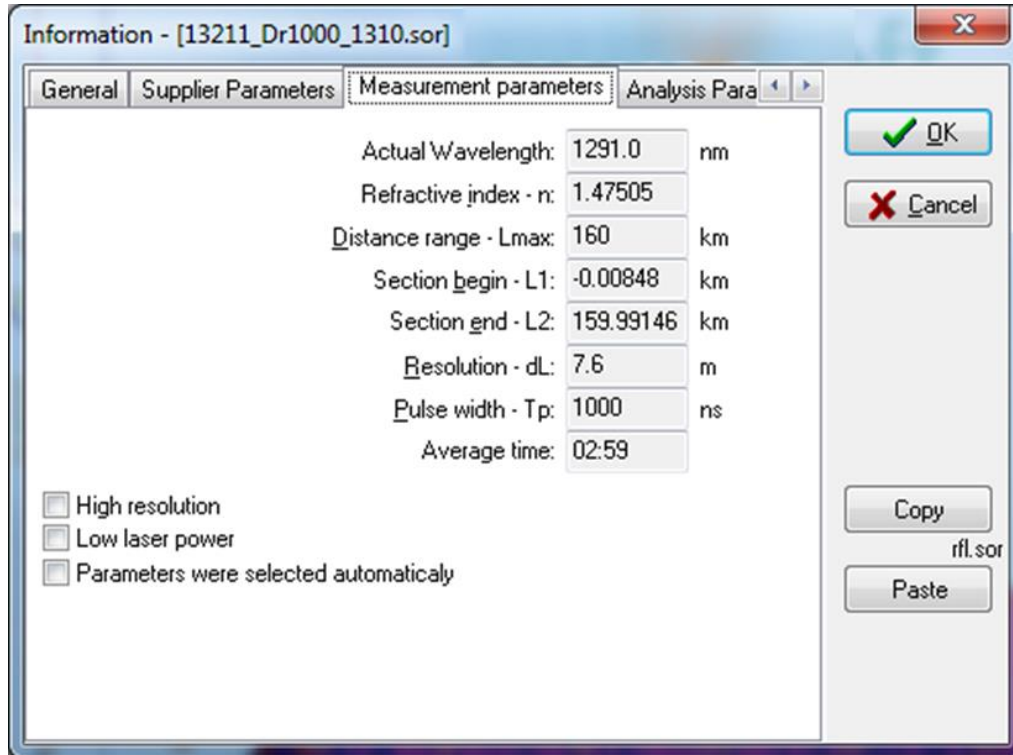 Information - [13211_Dr1000_1310.sor]
General Supplier Parameters Measurement parameters Analysis Para
Actual Wavelength: 1291.0 nm
Refractive index - n: 1.47505
Distance range - Lmax: 160 km
Section begin - L1: -0.00848 km
Section end - L2: 159.99146 km
Resolution - dL: 7.6 m
Pulse width - Tp: 1000 ns
Average time: 02:59
High resolution
Low laser power
Parameters were selected automaticaly
OK
Cancel
Copy
rfl.sor
Paste